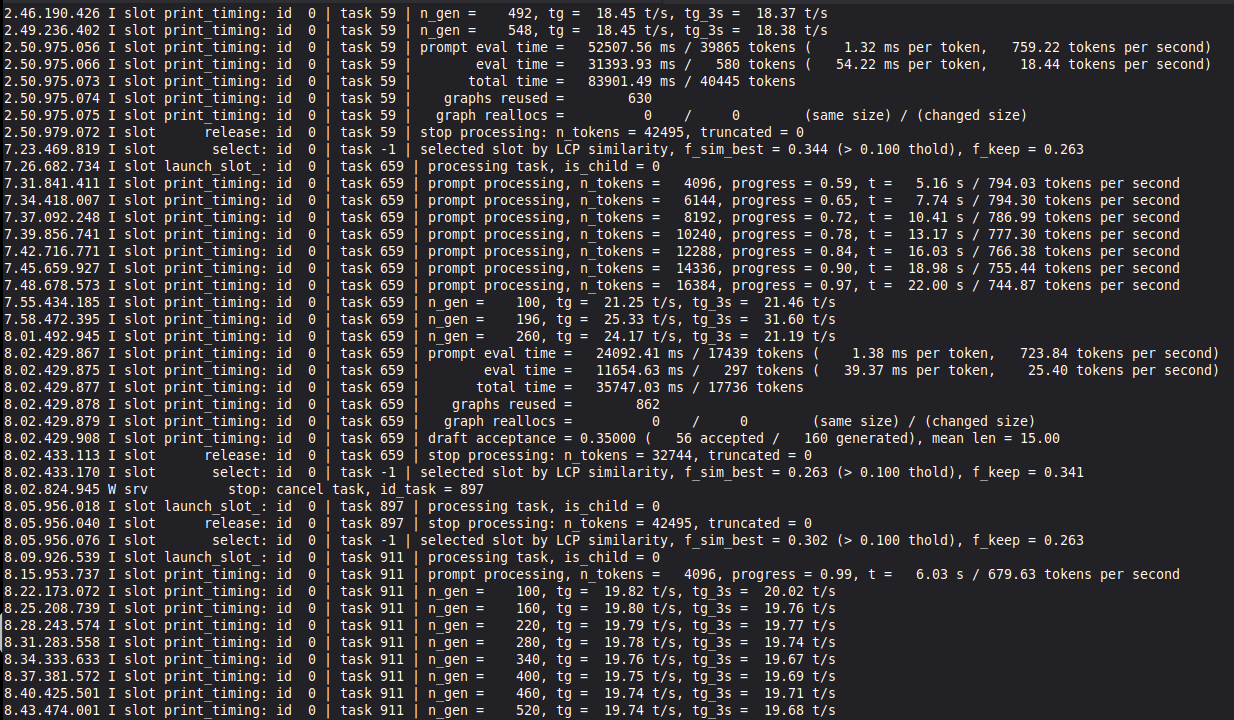 2.46.190.426 I slot print_timing: id  0 | task 59 | n_gen =    492, tg =  18.45 t/s, tg_3s =  18.37 t/s
2.49.236.402 I slot print_timing: id  0 | task 59 | n_gen =    548, tg =  18.45 t/s, tg_3s =  18.38 t/s
2.50.975.056 I slot print_timing: id  0 | task 59 | prompt eval time =   52507.56 ms / 39865 tokens (    1.32 ms per token,   759.22 tokens per second)
2.50.975.066 I slot print_timing: id  0 | task 59 |        eval time =   31393.93 ms /   580 tokens (   54.22 ms per token,    18.44 tokens per second)
2.50.975.073 I slot print_timing: id  0 | task 59 |       total time =   83901.49 ms / 40445 tokens
2.50.975.074 I slot print_timing: id  0 | task 59 |    graphs reused =        630
2.50.975.075 I slot print_timing: id  0 | task 59 |   graph reallocs =          0    /     0        (same size) / (changed size)
2.50.979.072 I slot      release: id  0 | task 59 | stop processing: n_tokens = 42495, truncated = 0
7.23.469.819 I slot       select: id  0 | task -1 | selected slot by LCP similarity, f_sim_best = 0.344 (> 0.100 thold), f_keep = 0.263
7.26.682.734 I slot launch_slot_: id  0 | task 659 | processing task, is_child = 0
7.31.841.411 I slot print_timing: id  0 | task 659 | prompt processing, n_tokens =   4096, progress = 0.59, t =   5.16 s / 794.03 tokens per second
7.34.418.007 I slot print_timing: id  0 | task 659 | prompt processing, n_tokens =   6144, progress = 0.65, t =   7.74 s / 794.30 tokens per second
7.37.092.248 I slot print_timing: id  0 | task 659 | prompt processing, n_tokens =   8192, progress = 0.72, t =  10.41 s / 786.99 tokens per second
7.39.856.741 I slot print_timing: id  0 | task 659 | prompt processing, n_tokens =  10240, progress = 0.78, t =  13.17 s / 777.30 tokens per second
7.42.716.771 I slot print_timing: id  0 | task 659 | prompt processing, n_tokens =  12288, progress = 0.84, t =  16.03 s / 766.38 tokens per second
7.45.659.927 I slot print_timing: id  0 | task 659 | prompt processing, n_tokens =  14336, progress = 0.90, t =  18.98 s / 755.44 tokens per second
7.48.678.573 I slot print_timing: id  0 | task 659 | prompt processing, n_tokens =  16384, progress = 0.97, t =  22.00 s / 744.87 tokens per second
7.55.434.185 I slot print_timing: id  0 | task 659 | n_gen =    100, tg =  21.25 t/s, tg_3s =  21.46 t/s
7.58.472.395 I slot print_timing: id  0 | task 659 | n_gen =    196, tg =  25.33 t/s, tg_3s =  31.60 t/s
8.01.492.945 I slot print_timing: id  0 | task 659 | n_gen =    260, tg =  24.17 t/s, tg_3s =  21.19 t/s
8.02.429.867 I slot print_timing: id  0 | task 659 | prompt eval time =   24092.41 ms / 17439 tokens (    1.38 ms per token,   723.84 tokens per second)
8.02.429.875 I slot print_timing: id  0 | task 659 |        eval time =   11654.63 ms /   297 tokens (   39.37 ms per token,    25.40 tokens per second)
8.02.429.877 I slot print_timing: id  0 | task 659 |       total time =   35747.03 ms / 17736 tokens
8.02.429.878 I slot print_timing: id  0 | task 659 |    graphs reused =        862
8.02.429.879 I slot print_timing: id  0 | task 659 |   graph reallocs =          0    /     0        (same size) / (changed size)
8.02.429.908 I slot print_timing: id  0 | task 659 | draft acceptance = 0.35000 (   56 accepted /   160 generated), mean len = 15.00
8.02.433.113 I slot      release: id  0 | task 659 | stop processing: n_tokens = 32744, truncated = 0
8.02.433.170 I slot       select: id  0 | task -1 | selected slot by LCP similarity, f_sim_best = 0.263 (> 0.100 thold), f_keep = 0.341
8.02.824.945 W srv          stop: cancel task, id_task = 897
8.05.956.018 I slot launch_slot_: id  0 | task 897 | processing task, is_child = 0
8.05.956.040 I slot      release: id  0 | task 897 | stop processing: n_tokens = 42495, truncated = 0
8.05.956.076 I slot       select: id  0 | task -1 | selected slot by LCP similarity, f_sim_best = 0.302 (> 0.100 thold), f_keep = 0.263
8.09.926.539 I slot launch_slot_: id  0 | task 911 | processing task, is_child = 0
8.15.953.737 I slot print_timing: id  0 | task 911 | prompt processing, n_tokens =   4096, progress = 0.99, t =   6.03 s / 679.63 tokens per second
8.22.173.072 I slot print_timing: id  0 | task 911 | n_gen =    100, tg =  19.82 t/s, tg_3s =  20.02 t/s
8.25.208.739 I slot print_timing: id  0 | task 911 | n_gen =    160, tg =  19.80 t/s, tg_3s =  19.76 t/s
8.28.243.574 I slot print_timing: id  0 | task 911 | n_gen =    220, tg =  19.79 t/s, tg_3s =  19.77 t/s
8.31.283.558 I slot print_timing: id  0 | task 911 | n_gen =    280, tg =  19.78 t/s, tg_3s =  19.74 t/s
8.34.333.633 I slot print_timing: id  0 | task 911 | n_gen =    340, tg =  19.76 t/s, tg_3s =  19.67 t/s
8.37.381.572 I slot print_timing: id  0 | task 911 | n_gen =    400, tg =  19.75 t/s, tg_3s =  19.69 t/s
8.40.425.501 I slot print_timing: id  0 | task 911 | n_gen =    460, tg =  19.74 t/s, tg_3s =  19.71 t/s
8.43.474.001 I slot print_timing: id  0 | task 911 | n_gen =    520, tg =  19.74 t/s, tg_3s =  19.68 t/s